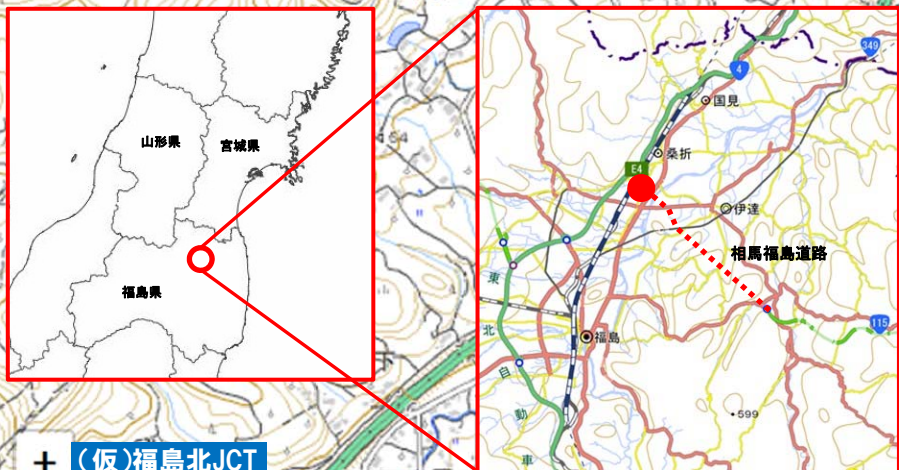 山形県
宮城県
福島県
349
4
国見
桑折
E4
伊達
相馬福島道路
115
福島
東
北
自
動
車
・599
+
(仮)福島北JCT